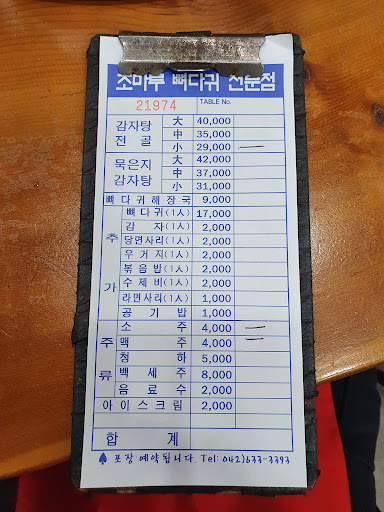 조마루 뼈다귀 전문점
21974 TABLE No.
감자탕 전골 大 40,000
中 35,000
小 29,000 一
묵은지 감자탕 大 42,000
中 37,000
小 31,000
뼈다귀해장국 9,000
추가 뼈다귀(1人) 17,000
감자(1人) 2,000
당면사리(1人) 2,000
우거지(1人) 2,000
볶음밥(1人) 2,000
수제비(1人) 2,000
라면사리(1人) 1,000
공기밥 1,000
주류 소주 4,000 一
맥주 4,000 二
청하 5,000
백세주 8,000
음료수 2,000
아이스크림 2,000
합계
♠ 포장 예약됩니다 Tel: 042)633-3393